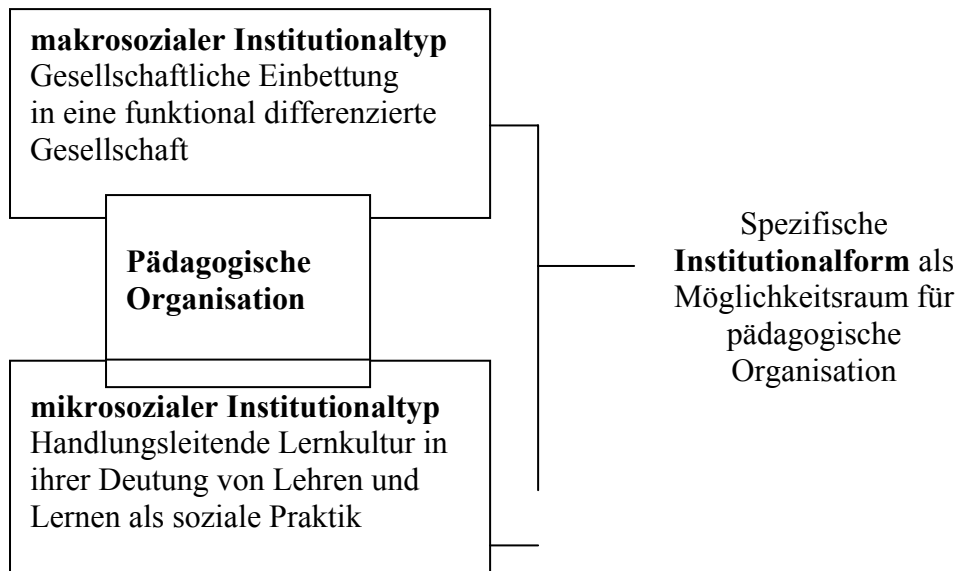 makrosozialer Institutionaltyp
Gesellschaftliche Einbettung
in eine funktional differenzierte
Gesellschaft
Pädagogische
Organisation
mikrosozialer Institutionaltyp
Handlungsleitende Lernkultur in
ihrer Deutung von Lehren und
Lernen als soziale Praktik
Spezifische
Institutionalform als
Möglichkeitsraum für
pädagogische
Organisation